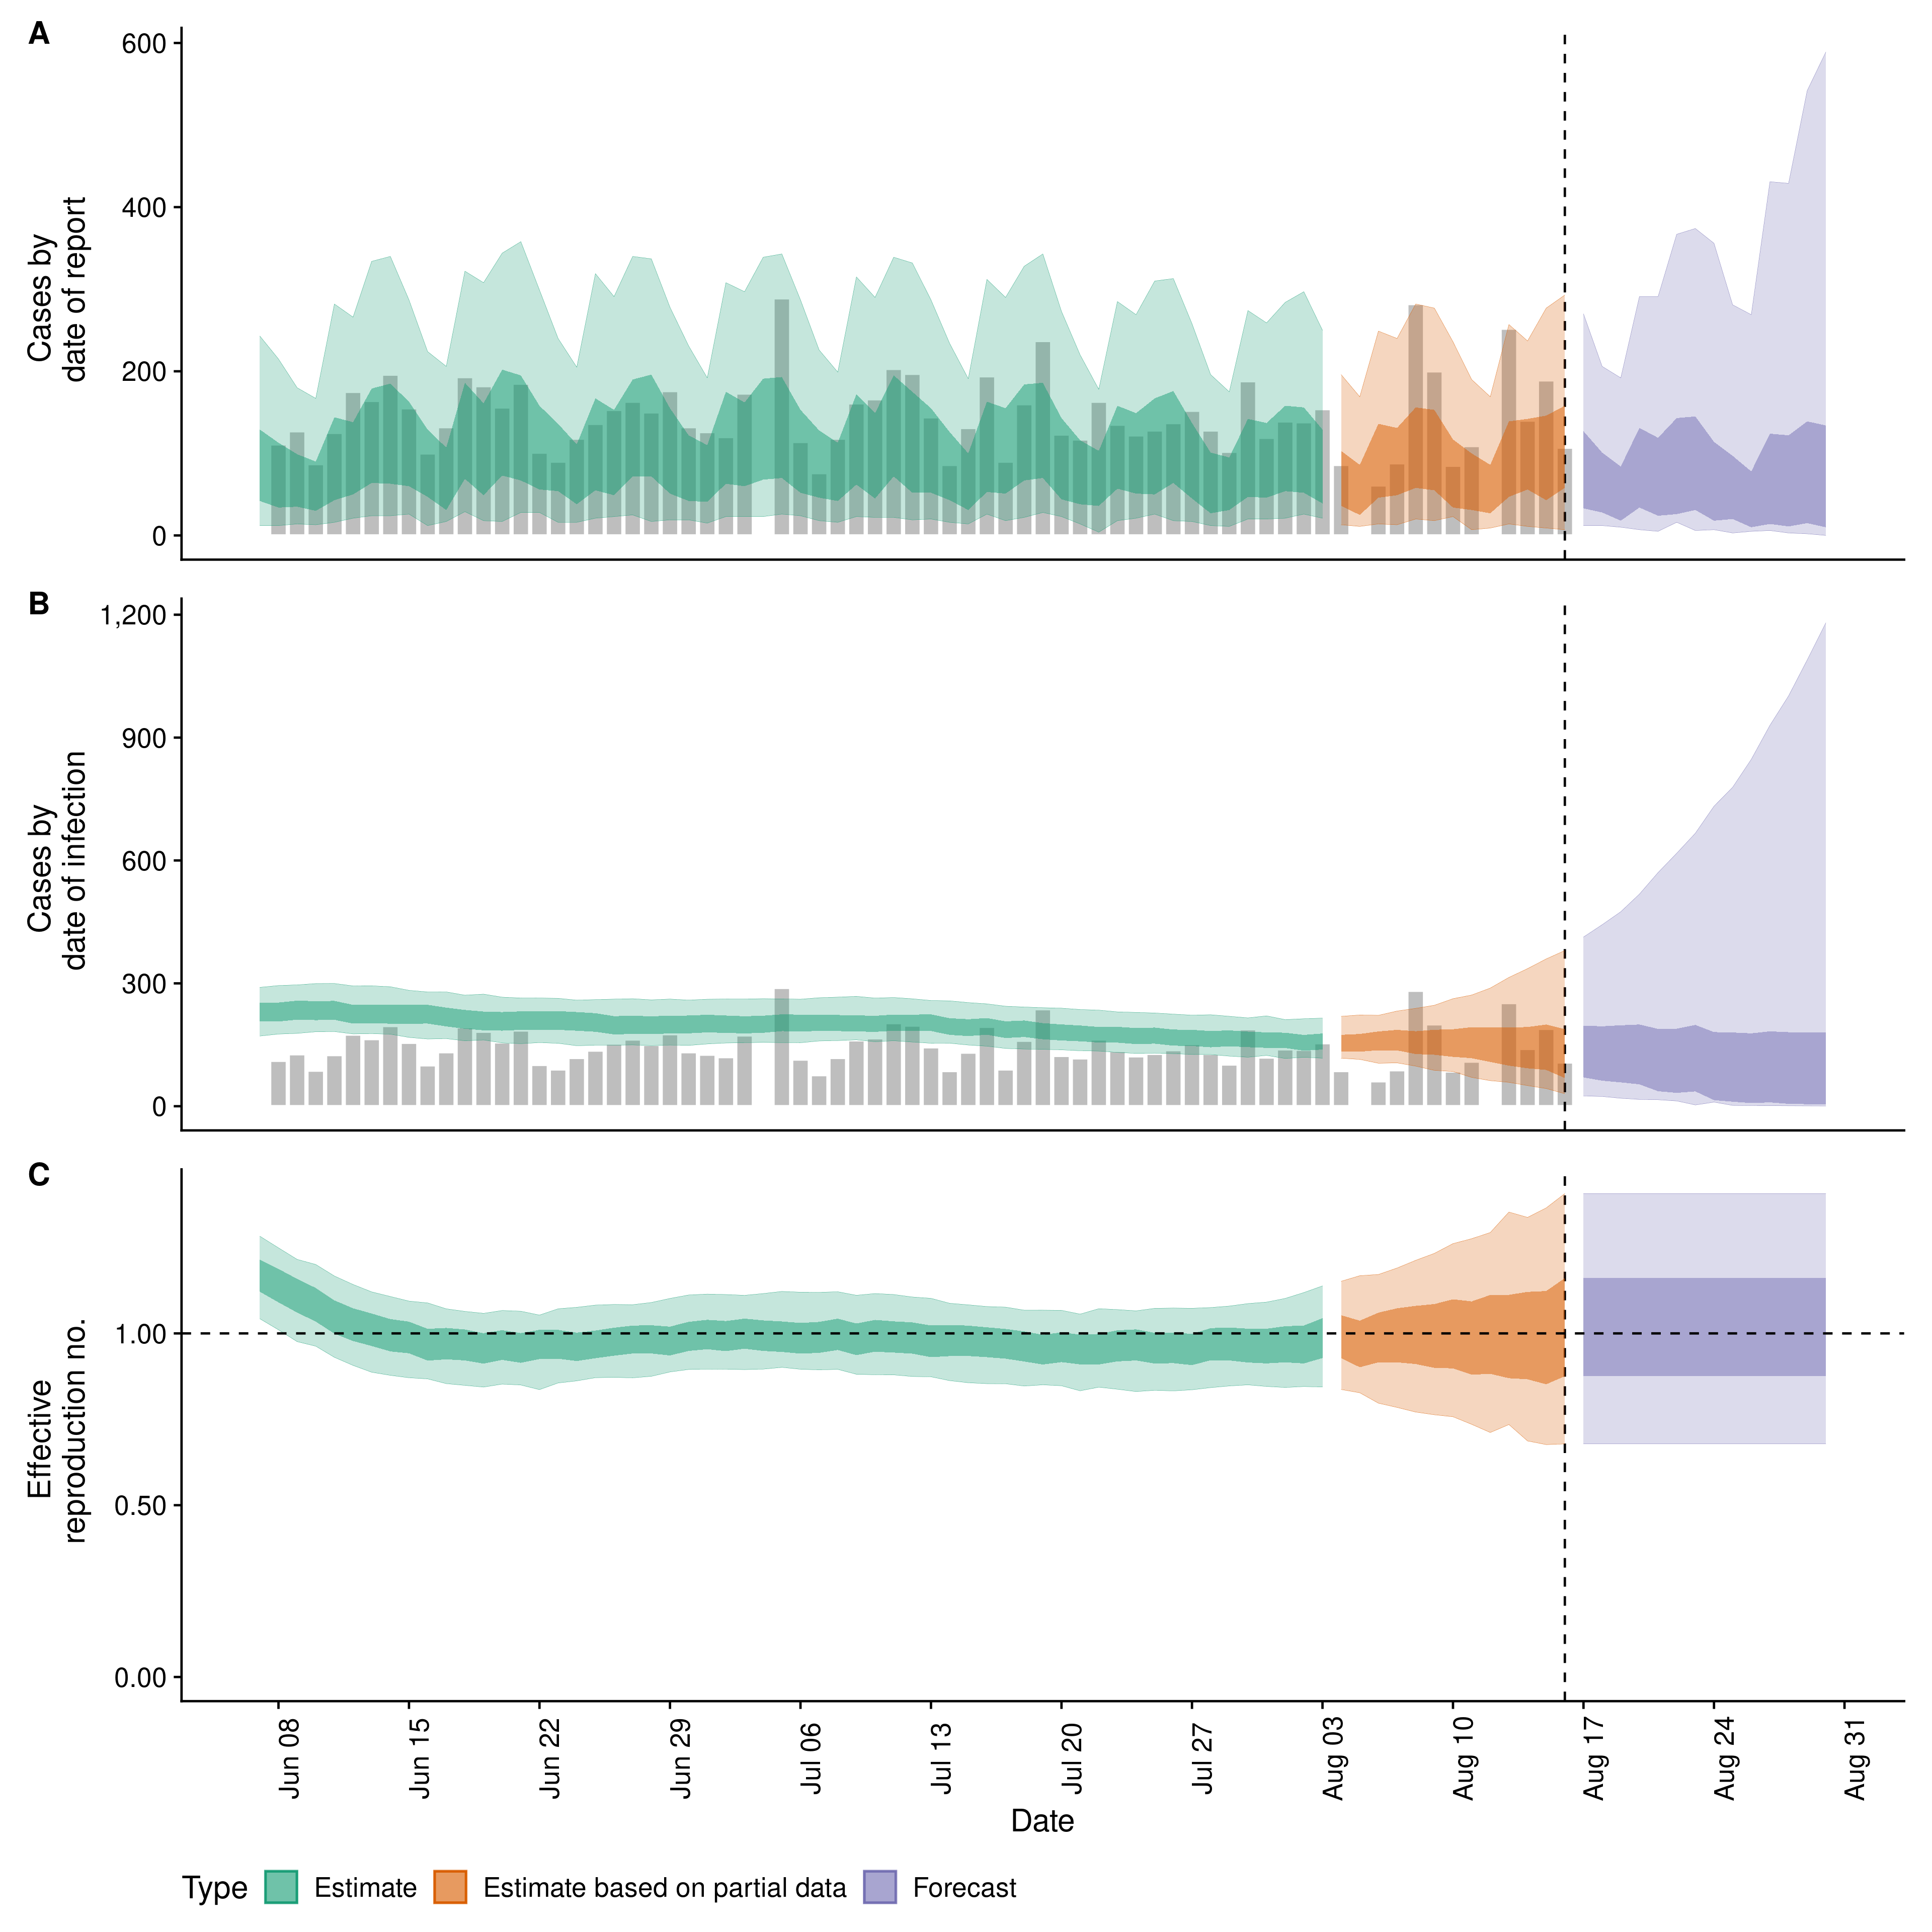 A
600
400
200
0
Cases by
date of report
B
1,200
900
600
300
0
Cases by
date of infection
C
1.00
0.50
0.00
Effective
reproduction no.
Jun 08
Jun 15
Jun 22
Jun 29
Jul 06
Jul 13
Jul 20
Jul 27
Aug 03
Aug 10
Aug 17
Aug 24
Aug 31
Date
Type Estimate Estimate based on partial data Forecast